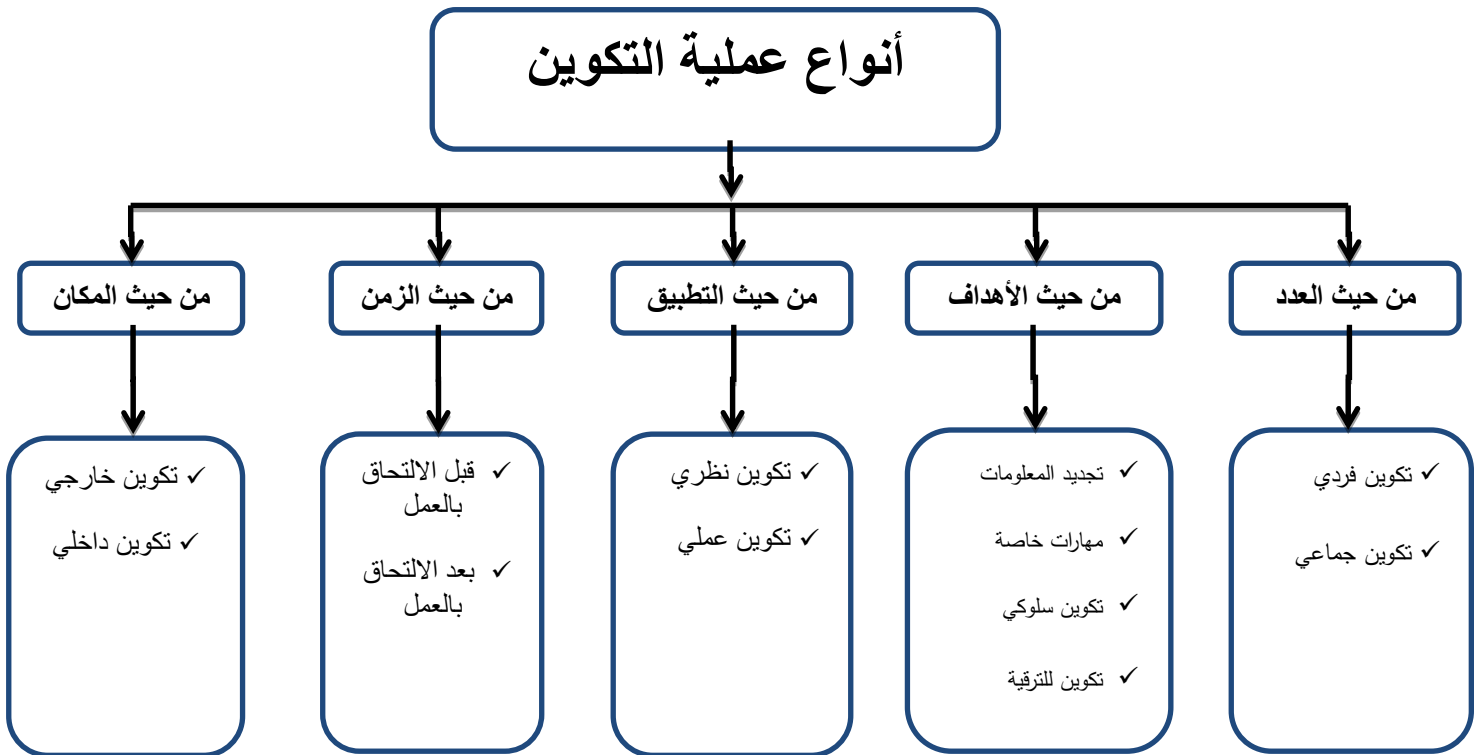 أنواع عملية التكوين
من حيث العدد
من حيث الأهداف
من حيث التطبيق
من حيث الزمن
من حيث المكان
✓ تكوين فردي
✓ تكوين جماعي
✓ تجديد المعلومات
✓ مهارات خاصة
✓ تكوين سلوكي
✓ تكوين للترقية
✓ تكوين نظري
✓ تكوين عملي
✓ قبل الالتحاق
بالعمل
✓ بعد الالتحاق
بالعمل
✓ تكوين خارجي
✓ تكوين داخلي